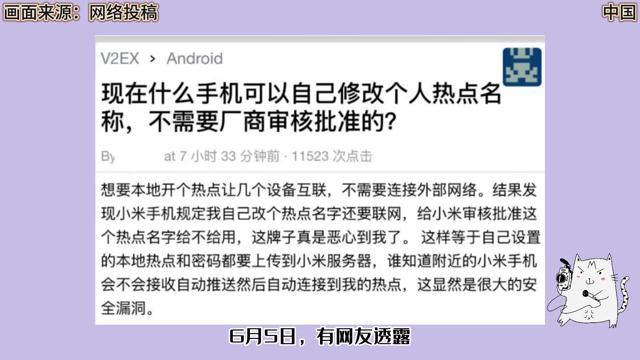 画面来源：网络投稿
中国
V2EX > Android
现在什么手机可以自己修改个人热点名
称，不需要厂商审核批准的？
By at 7 小时 33 分钟前 · 11523 次点击
想要本地开个热点让几个设备互联，不需要连接外部网络。结果发
现小米手机规定我自己改个热点名字还要联网，给小米审核批准这
个热点名字给不给用，这牌子真是恶心到我了。 这样等于自己设置
的本地热点和密码都要上传到小米服务器，谁知道附近的小米手机
会不会接收自动推送然后自动连接到我的热点，这显然是很大的安
全漏洞。
6月5日，有网友透露